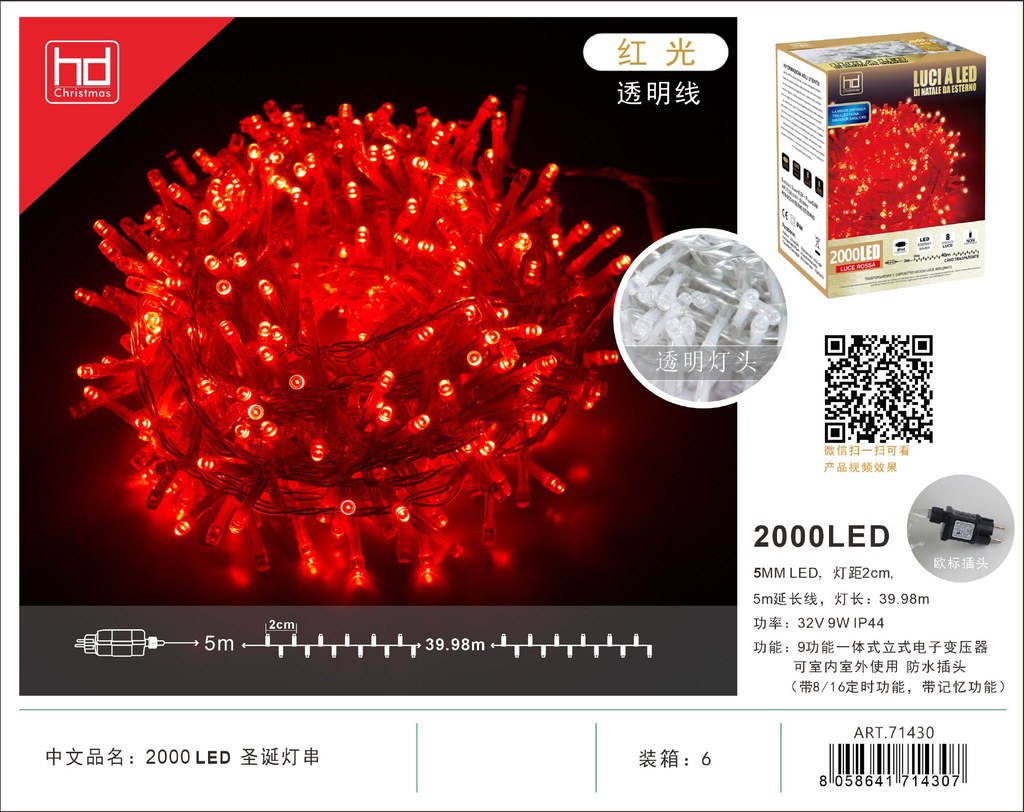 hd
Christmas
红光
透明线
透明灯头
hd
2000LED
LUCI A LED
DI NATALE DA ESTERNO
2000LED
LUCE ROSSA
LED
8
CAVO TRASPARENTE
微信扫一扫可看
产品视频效果
2000LED
欧标插头
5MM LED，灯距2cm,
5m延长线，灯长：39.98m
功率：32V 9W IP44
功能：9功能一体式立式电子变压器
可室内室外使用 防水插头
（带8/16定时功能，带记忆功能）
2cm
5m
39.98m
中文品名：2000 LED 圣诞灯串
装箱：6
ART.71430
8 058641 714307